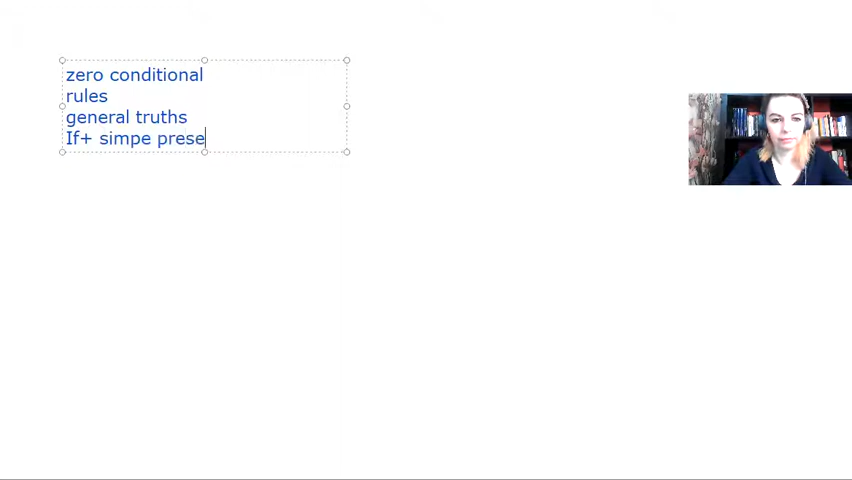 zero conditional
rules
general truths
If+ simpe prese